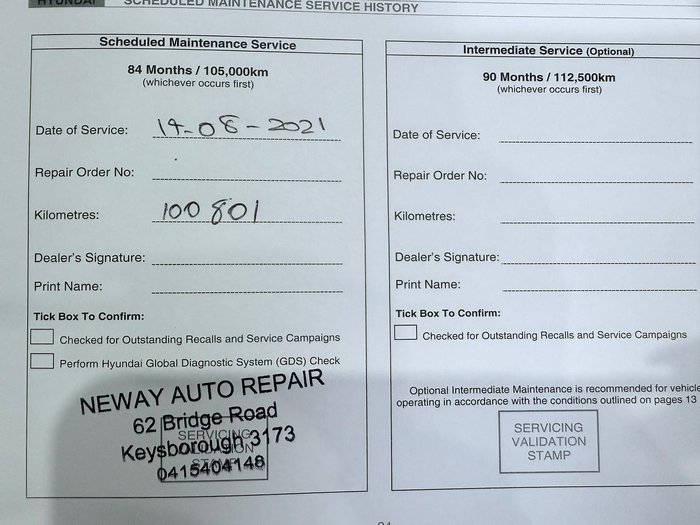 HYUNDAI SCHEDULED MAINTENANCE SERVICE HISTORY
Scheduled Maintenance Service
84 Months / 105,000km
(whichever occurs first)
Date of Service: 19-08-2021
Repair Order No:
Kilometres: 100 801
Dealer's Signature:
Print Name:
Tick Box To Confirm:
Checked for Outstanding Recalls and Service Campaigns
Perform Hyundai Global Diagnostic System (GDS) Check
NEWAY AUTO REPAIR
62 Bridge Road
Keysborough 3173
0415404148
SERVICING
VALIDATION
STAMP
Intermediate Service (Optional)
90 Months / 112,500km
(whichever occurs first)
Date of Service:
Repair Order No:
Kilometres:
Dealer's Signature:
Print Name:
Tick Box To Confirm:
Checked for Outstanding Recalls and Service Campaigns
Optional Intermediate Maintenance is recommended for vehicle
operating in accordance with the conditions outlined on pages 13
SERVICING
VALIDATION
STAMP